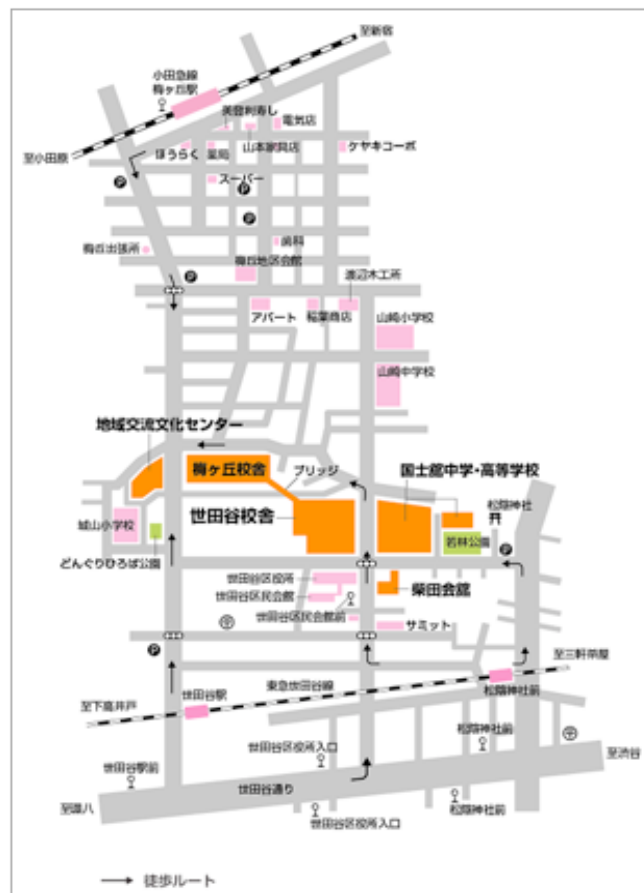 至新宿
小田急線
梅ヶ丘駅
美登利寿し
電気店
至小田原
ほうらく
薬局
山本家具店
ケヤキコーポ
スーパー
P
P
P
歯科
梅丘出張所
梅丘地区会館
P
渡辺木工所
アパート
稲葉商店
山崎小学校
山崎中学校
地域交流文化センター
梅ヶ丘校舎
ブリッジ
国士舘中学・高等学校
世田谷校舎
松陰神社
城山小学校
若林公園
P
どんぐりひろば公園
世田谷区役所
世田谷区民会館
柴田会舘
世田谷区民会館前
サミット
P
至三軒茶屋
世田谷駅
東急世田谷線
松陰神社前
至下高井戸
松陰神社前
世田谷区役所入口
世田谷駅前
至渋谷
世田谷通り
至環八
世田谷区役所入口
松陰神社前
徒歩ルート